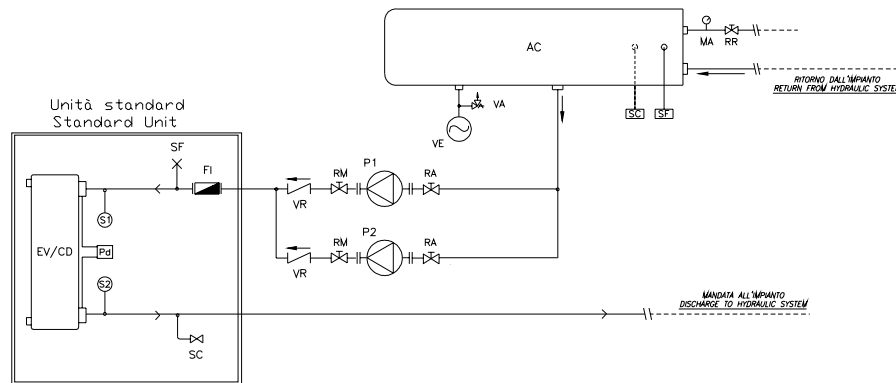 AC
MA
RR
RITORNO DALL'IMPIANTO
RETURN FROM HYDRAULIC SYSTEM
SC
SF
VA
VE
Unità standard
Standard Unit
SF
FI
P1
RM
RA
VR
S1
EV/CD
Pd
P2
RM
RA
VR
S2
MANDATA ALL'IMPIANTO
DISCHARGE TO HYDRAULIC SYSTEM
SC